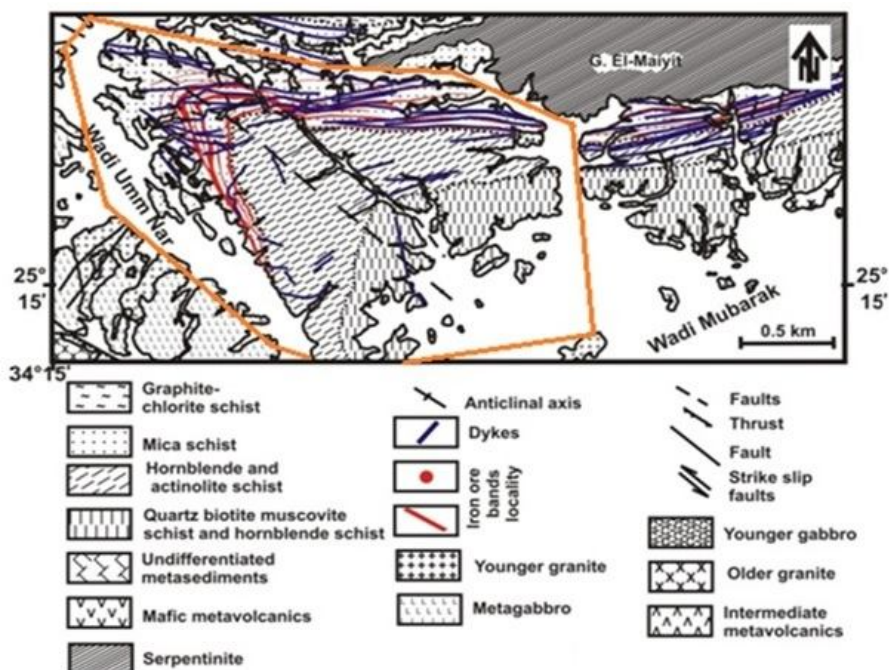 G. El-Maiyit
N
Wadi Umm Nar
25°
15'
25°
15'
Wadi Mubarak
0.5 km
34°15'
Graphite-
chlorite schist
Mica schist
Hornblende and
actinolite schist
Quartz biotite muscovite
schist and hornblende schist
Undifferentiated
metasediments
Mafic metavolcanics
Serpentinite
Anticlinal axis
Dykes
Iron ore
bands
locality
Younger granite
Metagabbro
Faults
Thrust
Fault
Strike slip
faults
Younger gabbro
Older granite
Intermediate
metavolcanics